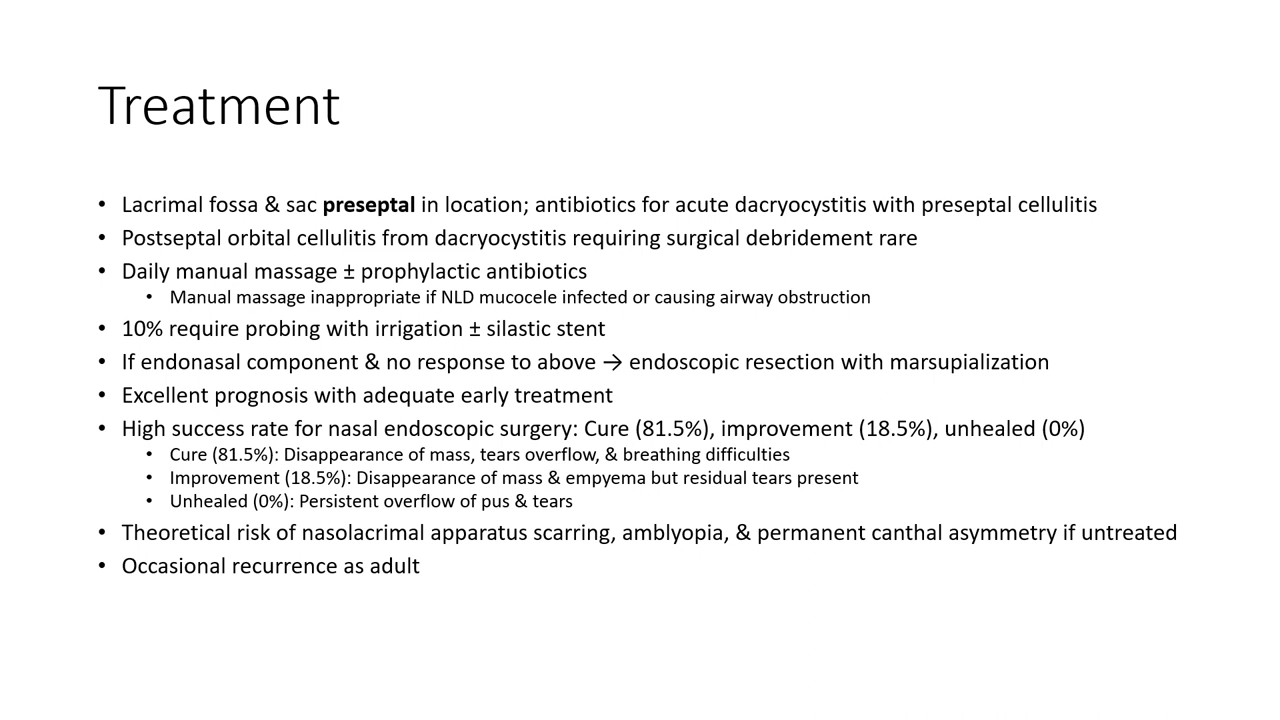 Treatment
• Lacrimal fossa & sac preseptal in location; antibiotics for acute dacryocystitis with preseptal cellulitis
• Postseptal orbital cellulitis from dacryocystitis requiring surgical debridement rare
• Daily manual massage ± prophylactic antibiotics
• Manual massage inappropriate if NLD mucocele infected or causing airway obstruction
• 10% require probing with irrigation ± silastic stent
• If endonasal component & no response to above → endoscopic resection with marsupialization
• Excellent prognosis with adequate early treatment
• High success rate for nasal endoscopic surgery: Cure (81.5%), improvement (18.5%), unhealed (0%)
• Cure (81.5%): Disappearance of mass, tears overflow, & breathing difficulties
• Improvement (18.5%): Disappearance of mass & empyema but residual tears present
• Unhealed (0%): Persistent overflow of pus & tears
• Theoretical risk of nasolacrimal apparatus scarring, amblyopia, & permanent canthal asymmetry if untreated
• Occasional recurrence as adult